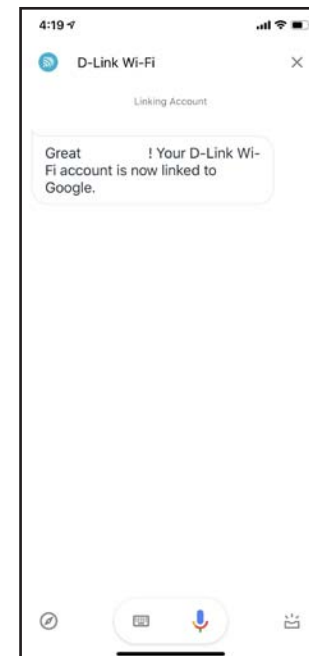 4:19
D-Link Wi-Fi
Linking Account
Great ! Your D-Link Wi-
Fi account is now linked to
Google.